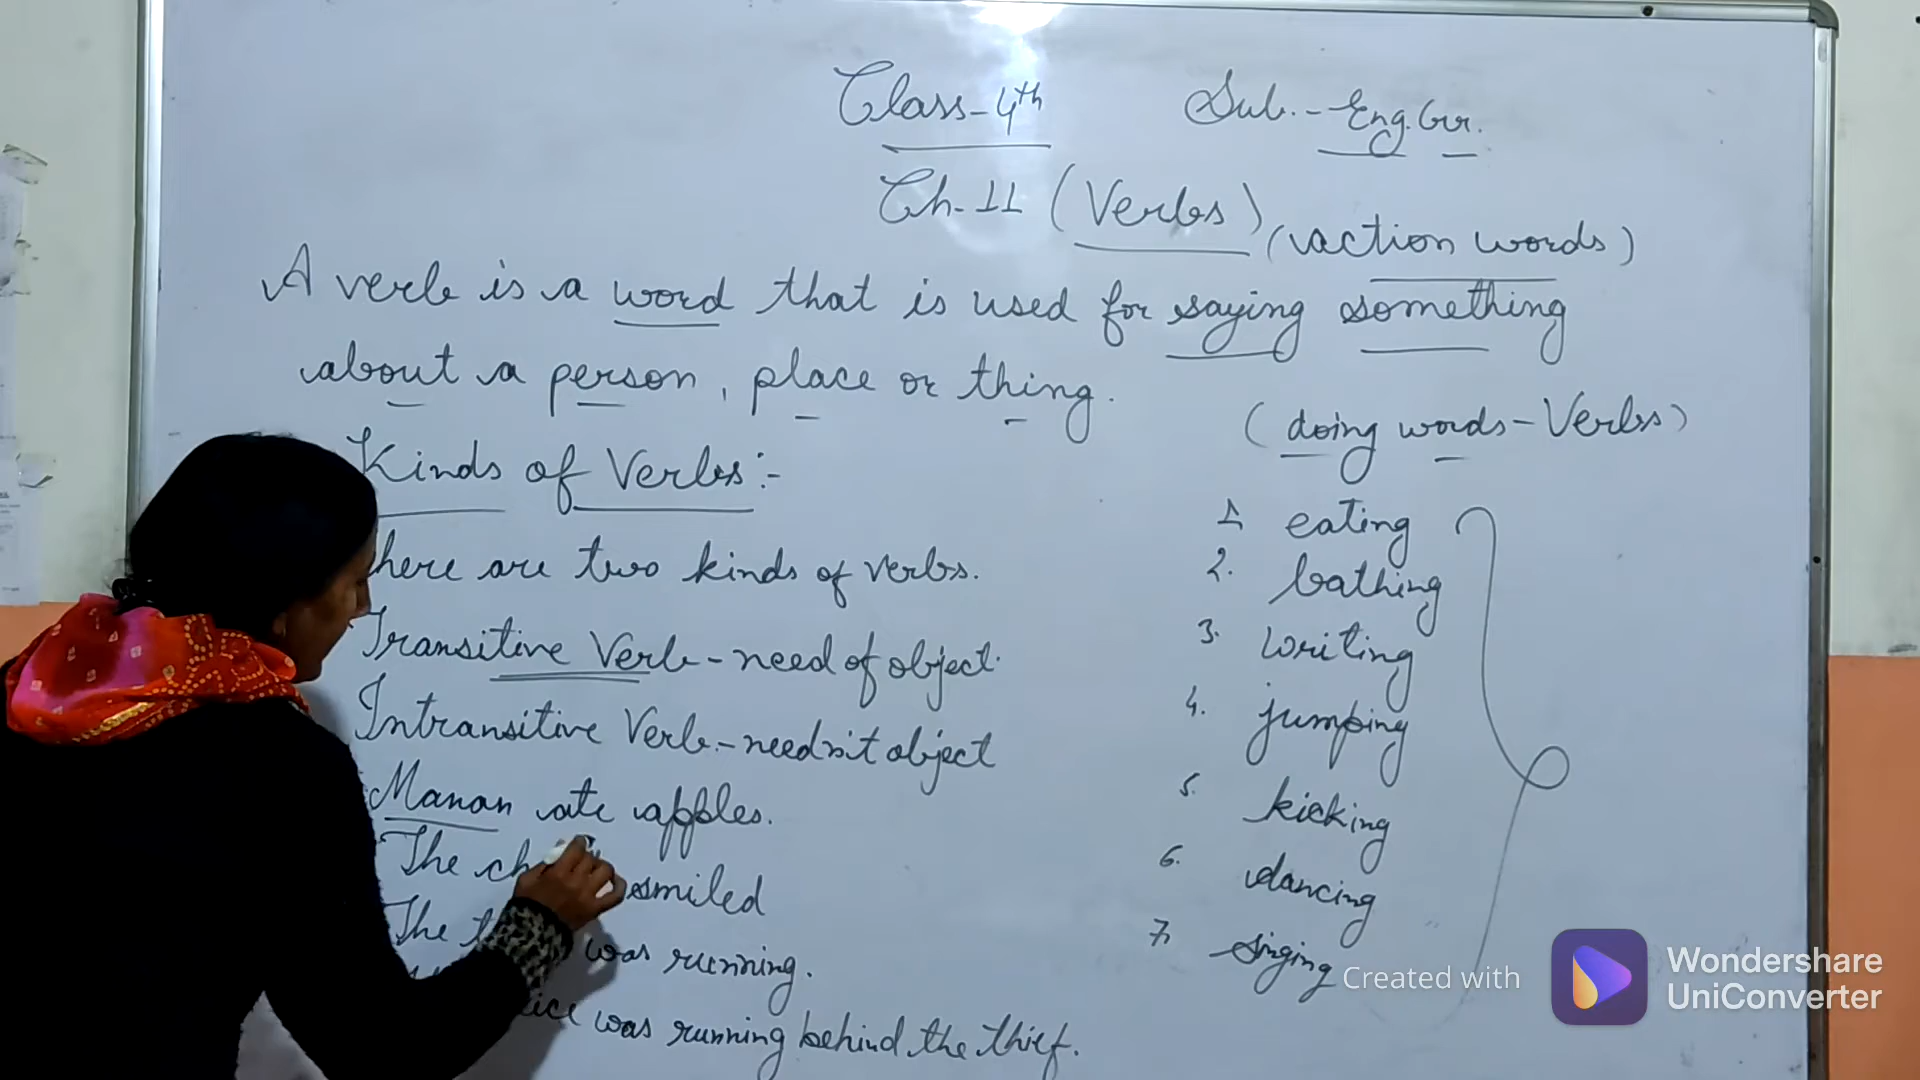 Class-4th Sub.-Eng.Gr.
Ch-11 (Verbs) (action words)
A verb is a word that is used for saying something
about a person, place or thing.
(doing words-Verbs)
Kinds of Verbs:-
here are two kinds of verbs.
Transitive Verb-need of object.
Intransitive Verb.-needn't object
Manan ate apples.
The smiled
The was running.
was running behind the thief.
1. eating
2. bathing
3. writing
4. jumping
5. kicking
6. dancing
7. singing
Created with Wondershare
UniConverter